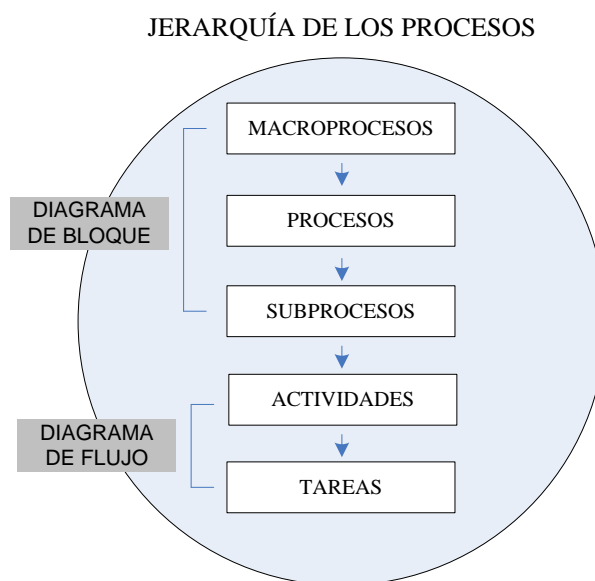 JERARQUÍA DE LOS PROCESOS
MACROPROCESOS
DIAGRAMA
DE BLOQUE
PROCESOS
SUBPROCESOS
ACTIVIDADES
DIAGRAMA
DE FLUJO
TAREAS